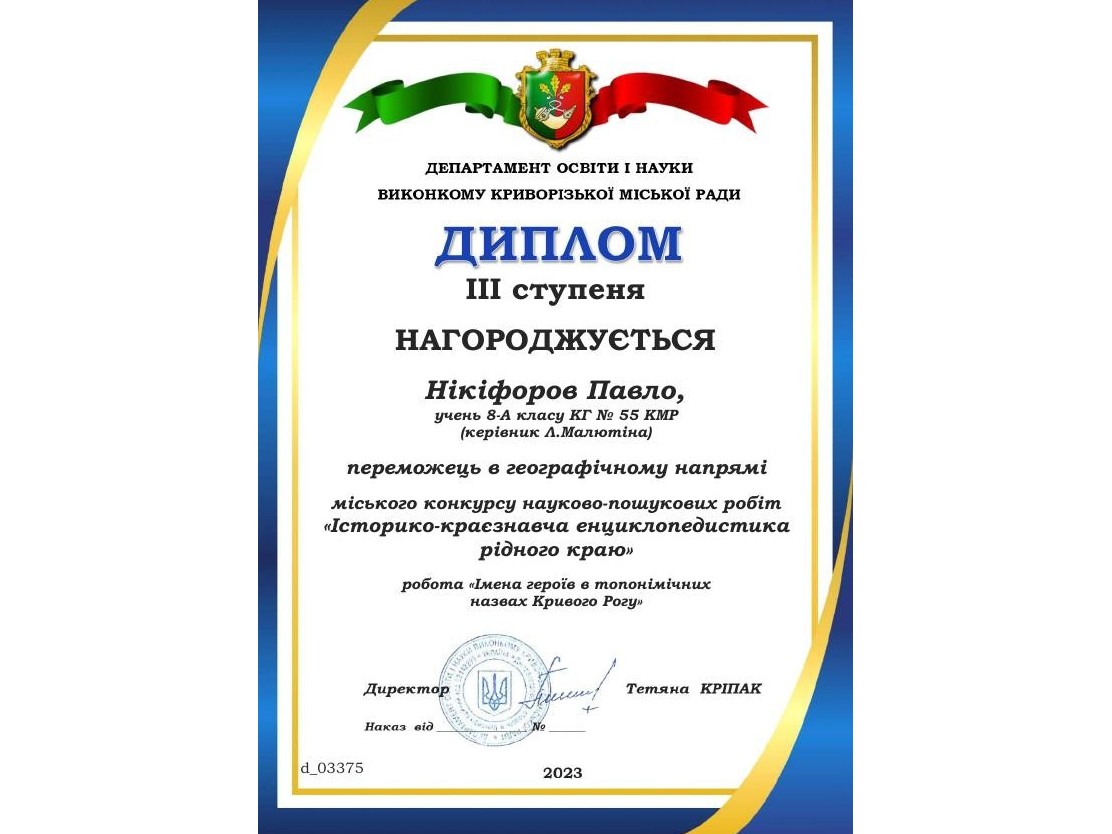 ДЕПАРТАМЕНТ ОСВІТИ І НАУКИ
ВИКОНКОМУ КРИВОРІЗЬКОЇ МІСЬКОЇ РАДИ
ДИПЛОМ
ІІІ ступеня
НАГОРОДЖУЄТЬСЯ
Нікіфоров Павло,
учень 8-А класу КГ № 55 КМР
(керівник Л.Малютіна)
переможець в географічному напрямі
міського конкурсу науково-пошукових робіт
«Історико-краєзнавча енциклопедистика
рідного краю»
робота «Імена героїв в топонімічних
назвах Кривого Рогу»
Директор Тетяна КРІПАК
Наказ від ______________ № ______
d_03375
2023